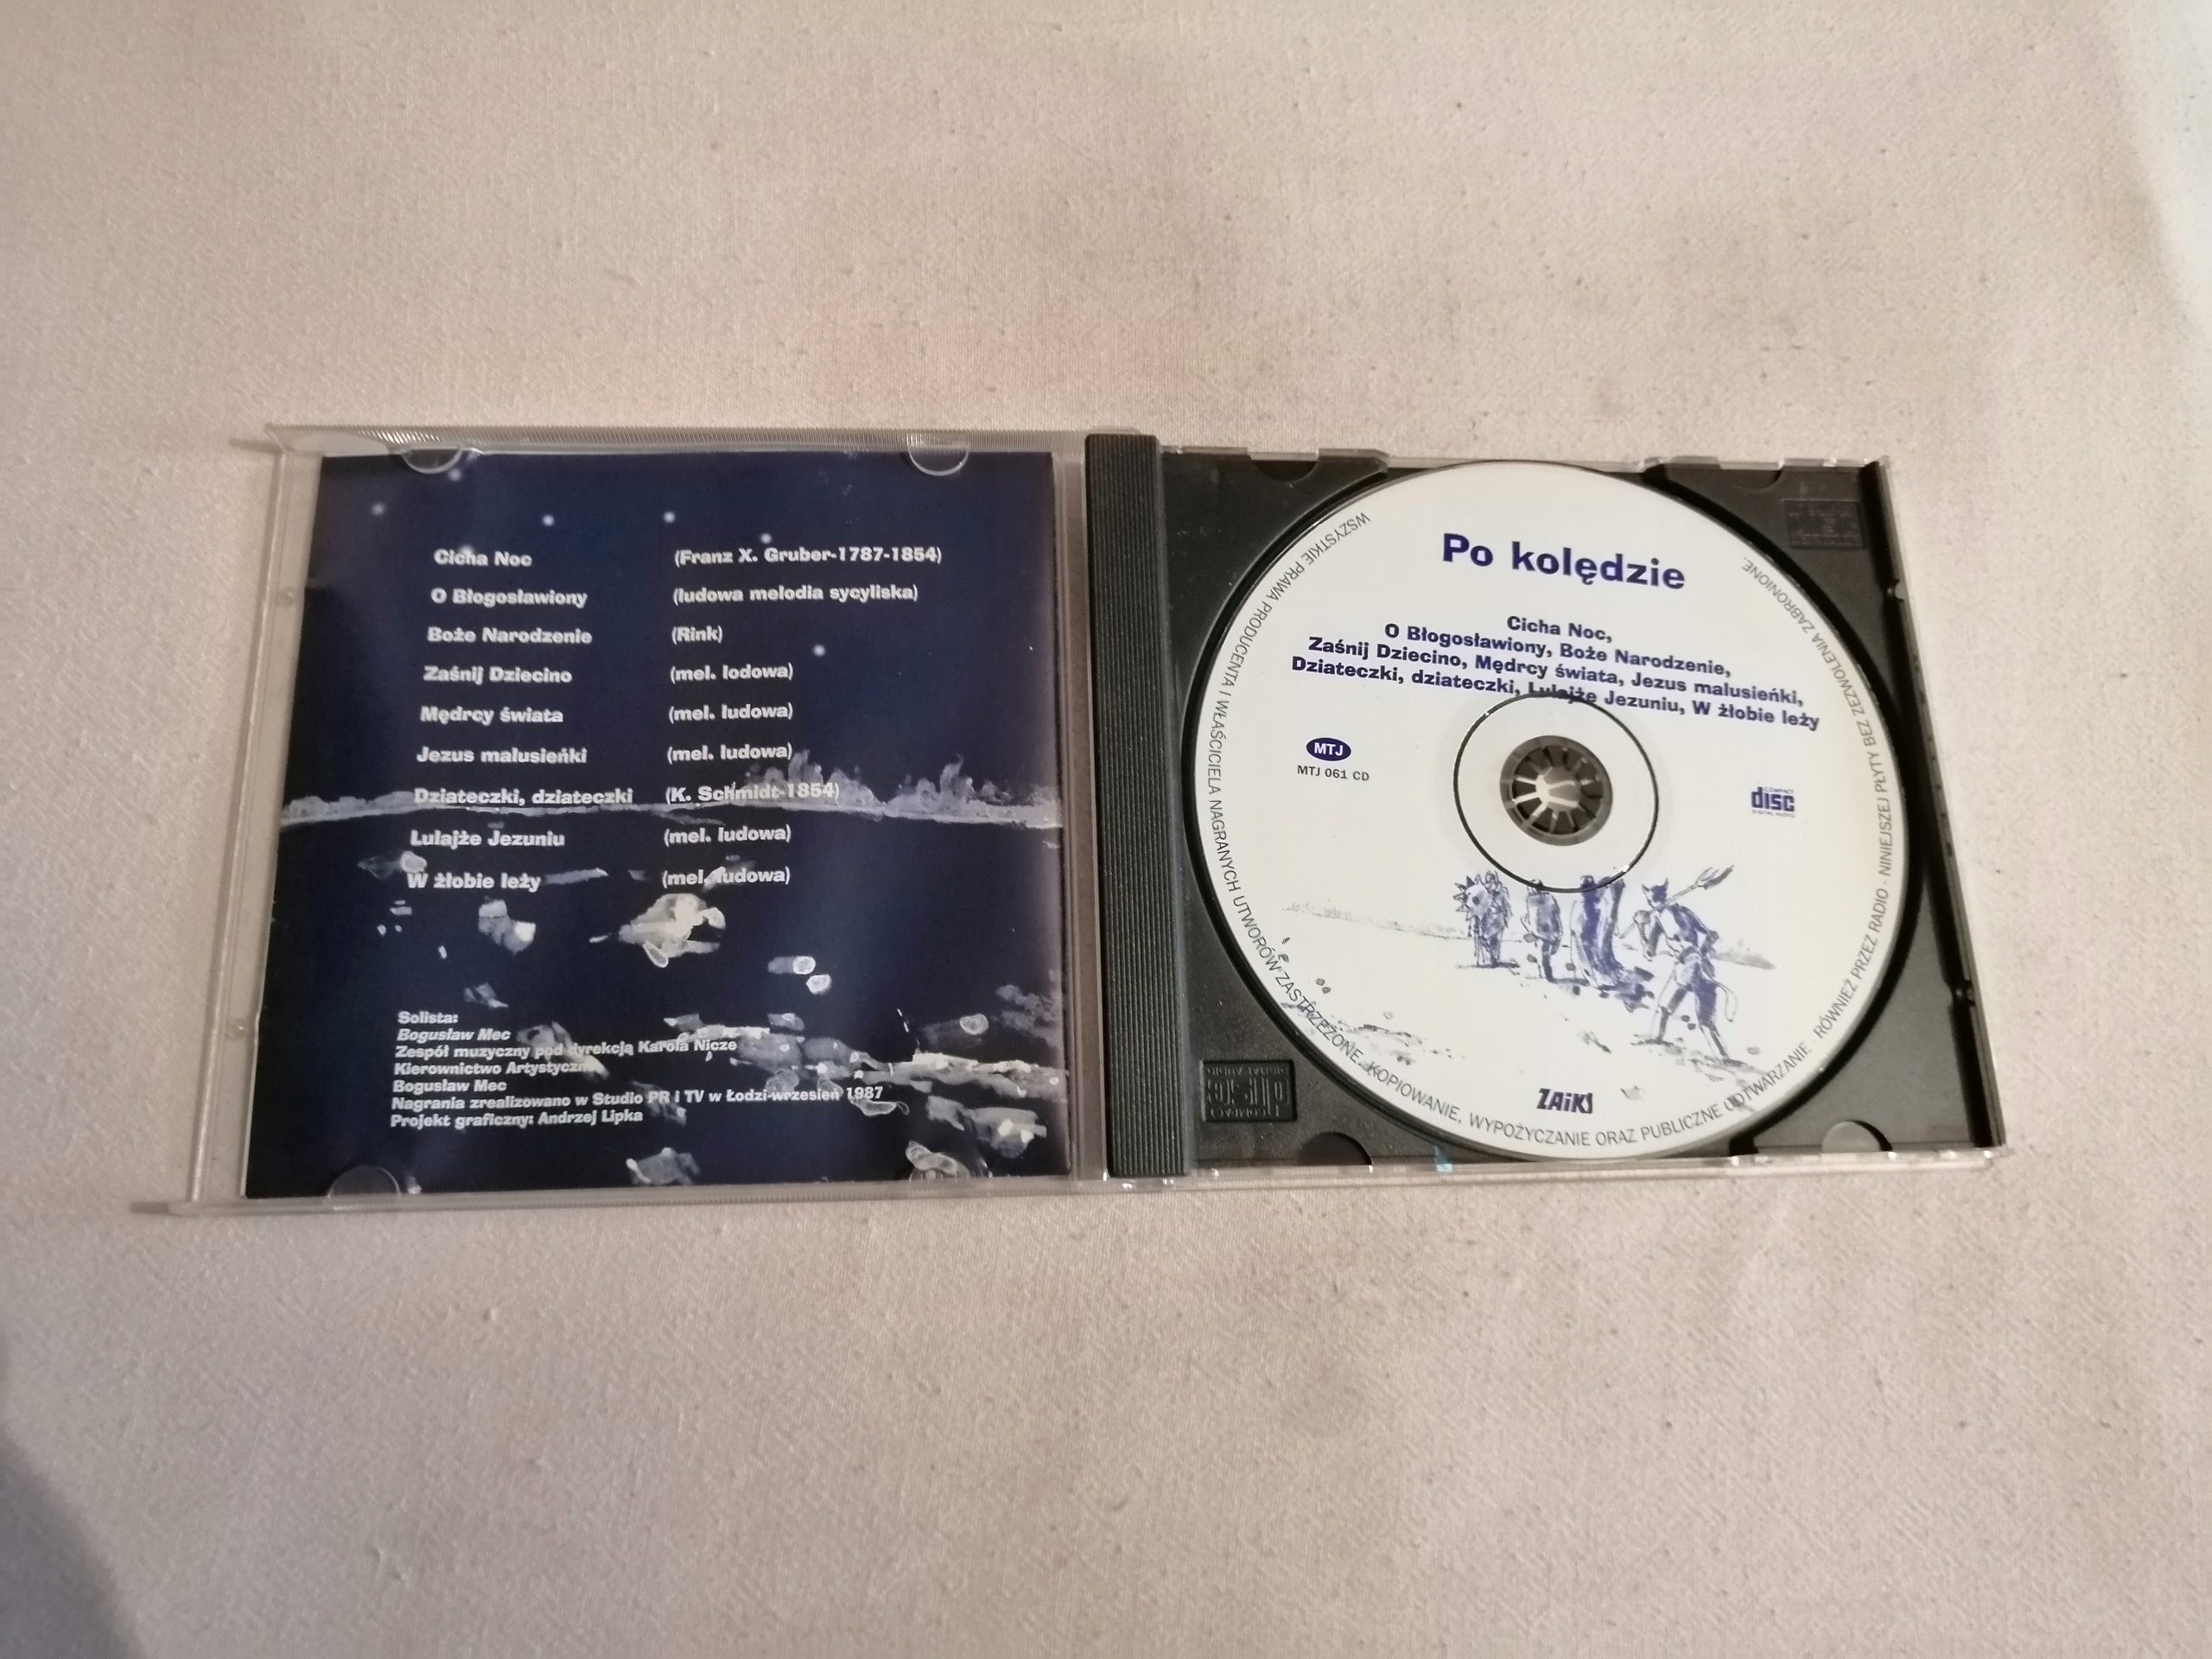 Cicha Noc (Franz X. Gruber-1787-1854)
O Błogosławiony (ludowa melodia sycyliska)
Boże Narodzenie (Rink)
Zaśnij Dziecino (mel. lodowa)
Mędrcy świata (mel. ludowa)
Jezus malusieńki (mel. ludowa)
Dziateczki, dziateczki (K. Schmidt-1854)
Lulajże Jezuniu (mel. ludowa)
W żłobie leży (mel. ludowa)
Solista:
Bogusław Mec
Zespół muzyczny pod dyrekcją Karola Nicze
Kierownictwo Artystyczne
Bogusław Mec
Nagrania zrealizowano w Studio PR i TV w Łodzi-wrzesień 1987
Projekt graficzny: Andrzej Lipka
Po kolędzie
Cicha Noc,
O Błogosławiony, Boże Narodzenie,
Zaśnij Dziecino, Mędrcy świata, Jezus malusieńki,
Dziateczki, dziateczki, Lulajże Jezuniu, W żłobie leży
MTJ
MTJ 061 CD
COMPACT
disc
DIGITAL AUDIO
ZAiKS
WSZYSTKIE PRAWA PRODUCENTA I WŁAŚCICIELA NAGRANYCH UTWORÓW ZASTRZEŻONE. KOPIOWANIE, WYPOŻYCZANIE ORAZ PUBLICZNE ODTWARZANIE - RÓWNIEŻ PRZEZ RADIO - NINIEJSZEJ PŁYTY BEZ ZEZWOLENIA ZABRONIONE.
COMPACT
disc
DIGITAL AUDIO